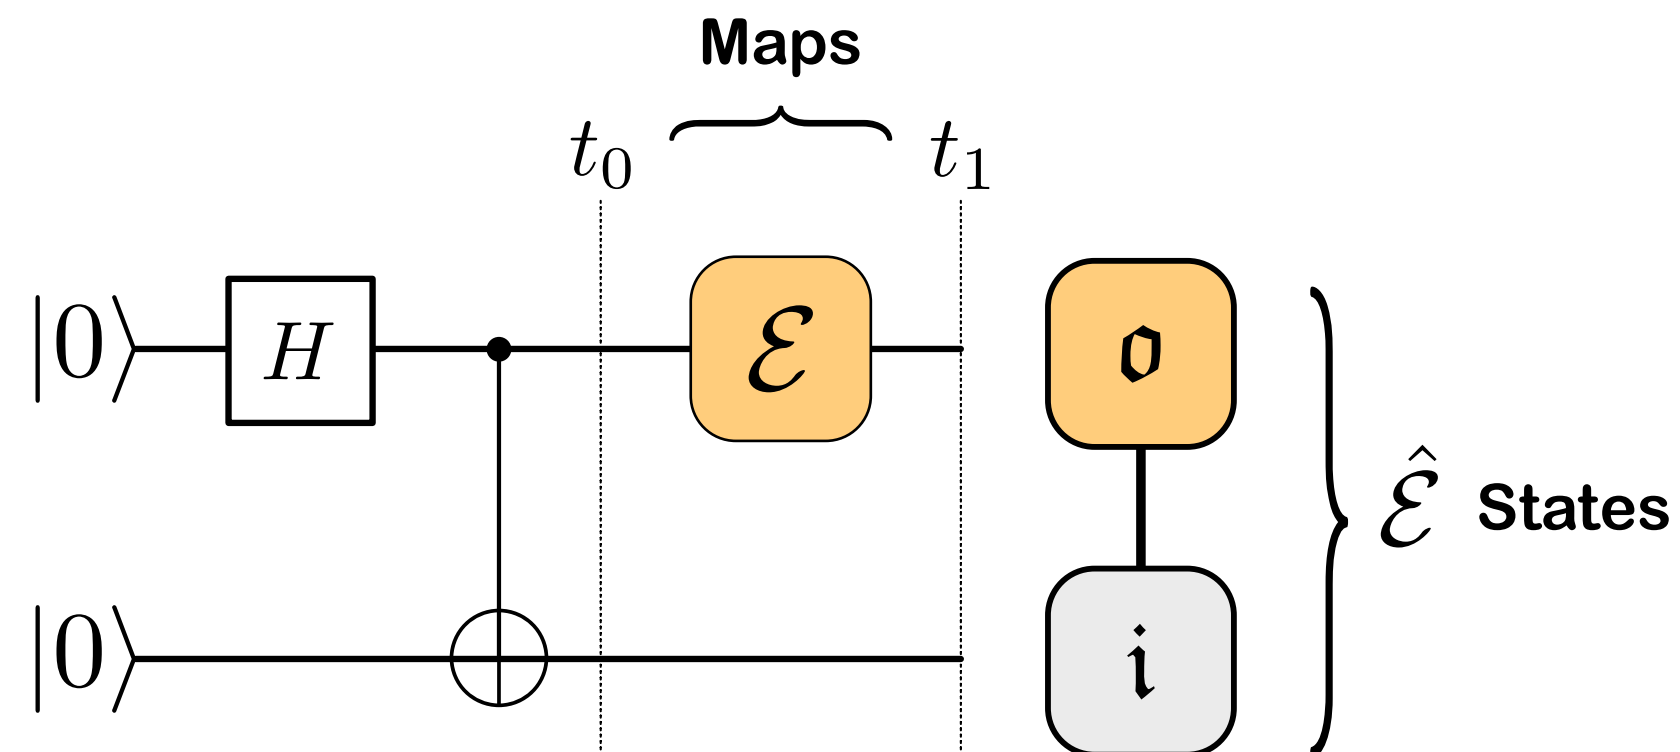 Maps
t₀ t₁
|0⟩ H ℰ 𝔬
ℰ̂ States
|0⟩ 𝔦